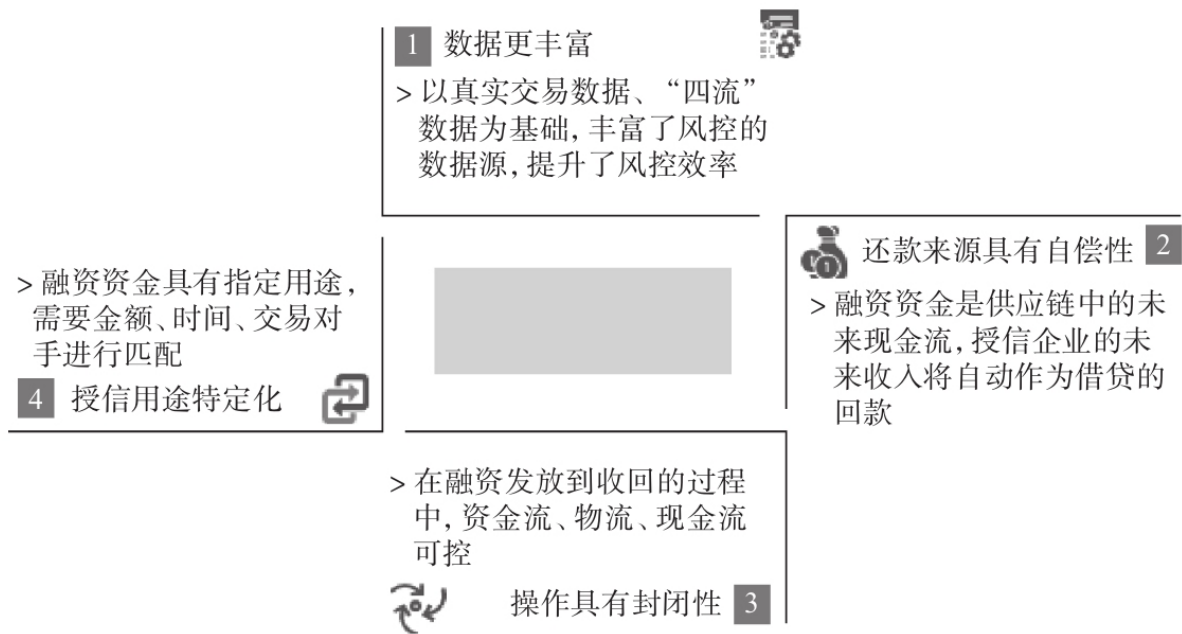 1 数据更丰富
> 以真实交易数据、“四流”
数据为基础,丰富了风控的
数据源,提升了风控效率
还款来源具有自偿性 2
> 融资资金是供应链中的未
来现金流,授信企业的未
来收入将自动作为借贷的
回款
> 在融资发放到收回的过程
中,资金流、物流、现金流
可控
操作具有封闭性 3
> 融资资金具有指定用途,
需要金额、时间、交易对
手进行匹配
4 授信用途特定化